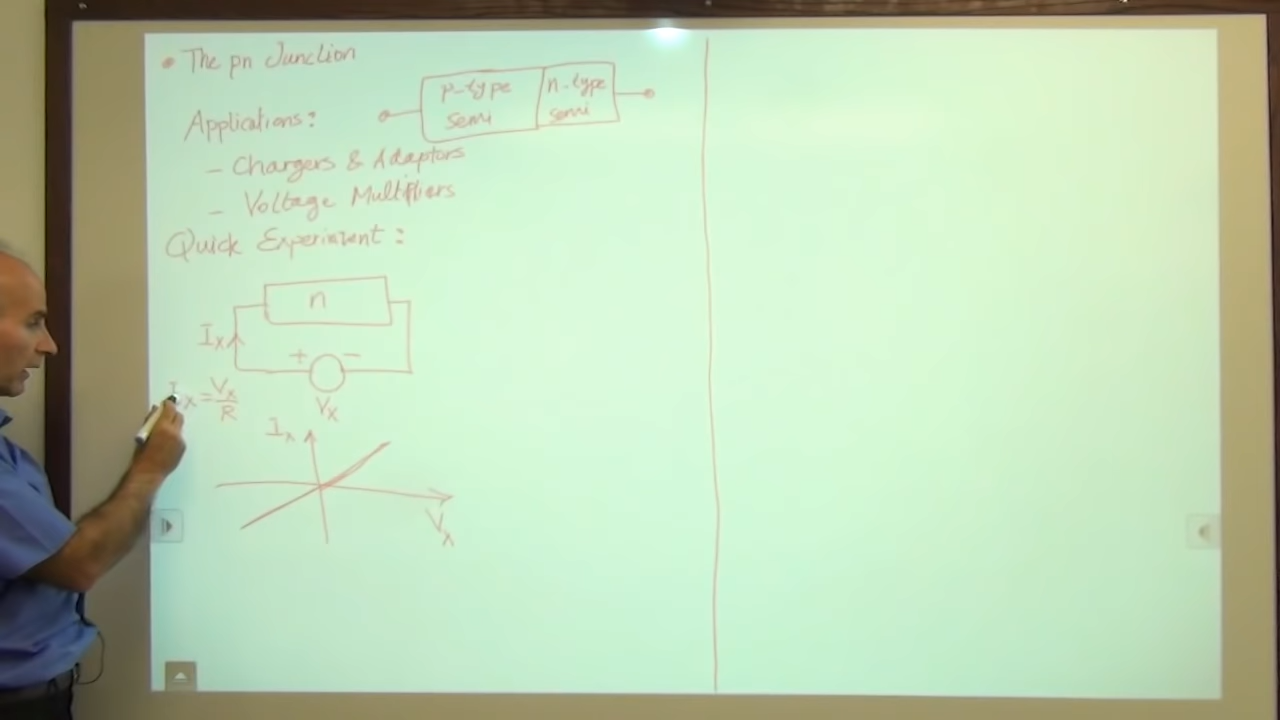 • The pn Junction
p-type semi
n-type semi
Applications:
- Chargers & Adaptors
- Voltage Multipliers
Quick Experiment:
n
Ix
+ −
Vx
Ix = Vx/R
Ix
Vx